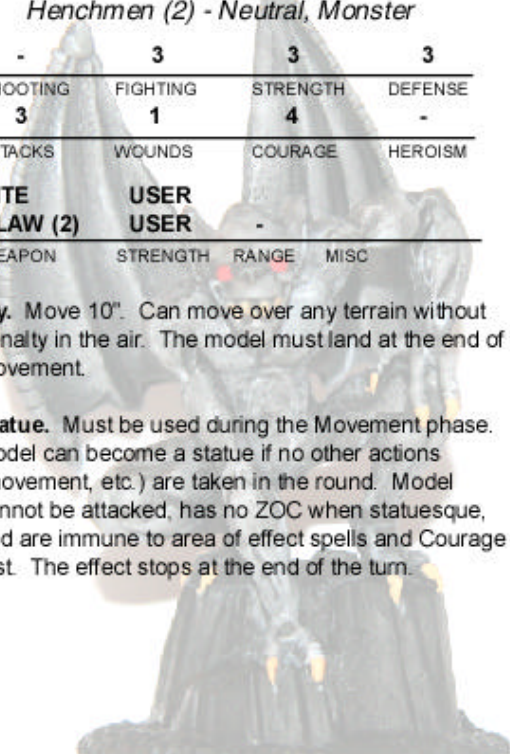 Henchmen (2) - Neutral, Monster
- 3 3 3
HOOTING FIGHTING STRENGTH DEFENSE
3 1 4 -
TACKS WOUNDS COURAGE HEROISM
ITE USER
LAW (2) USER -
EAPON STRENGTH RANGE MISC
y. Move 10". Can move over any terrain without
nalty in the air. The model must land at the end of
ovement.
atue. Must be used during the Movement phase.
odel can become a statue if no other actions
ovement, etc.) are taken in the round. Model
nnot be attacked, has no ZOC when statuesque,
d are immune to area of effect spells and Courage
st. The effect stops at the end of the turn.